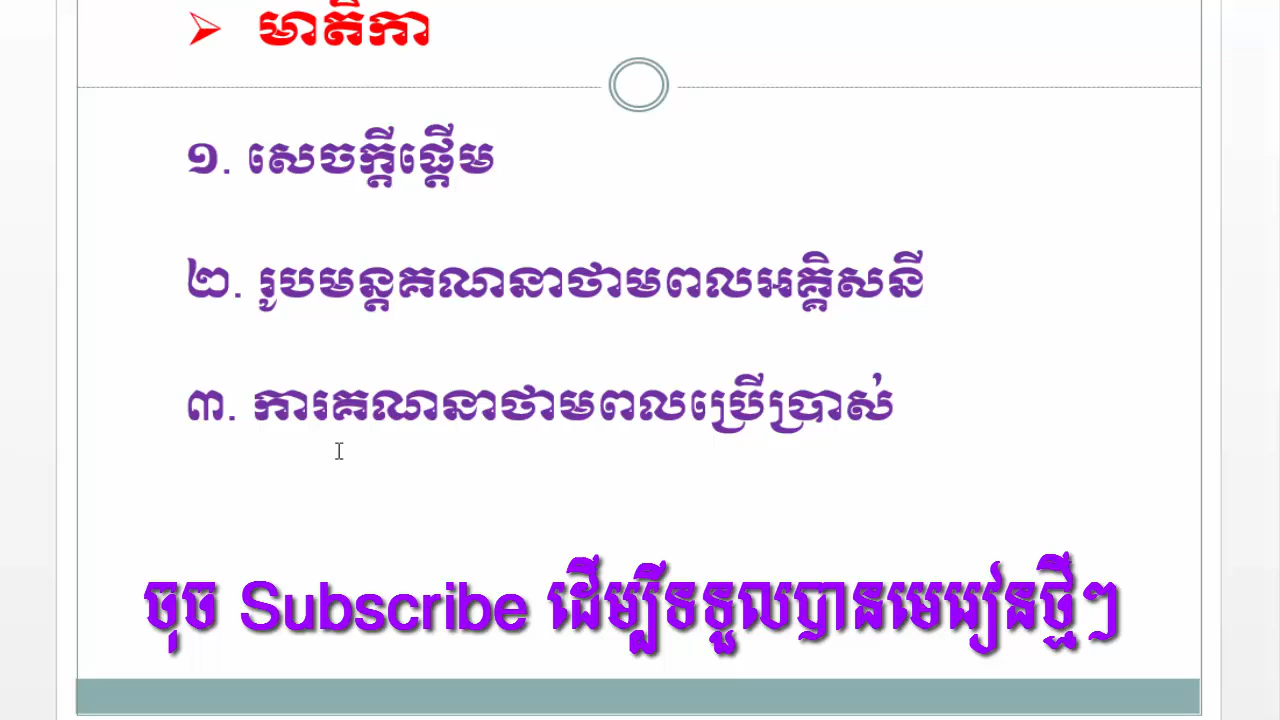 មាតិកា
១. សេចក្ដីផ្ដើម
២. រូបមន្ដគណនាថាមពលអគ្គិសនី
៣. ការគណនាថាមពលប្រើប្រាស់
ចុច Subscribe ដើម្បីទទួលបានមេរៀនថ្មីៗ